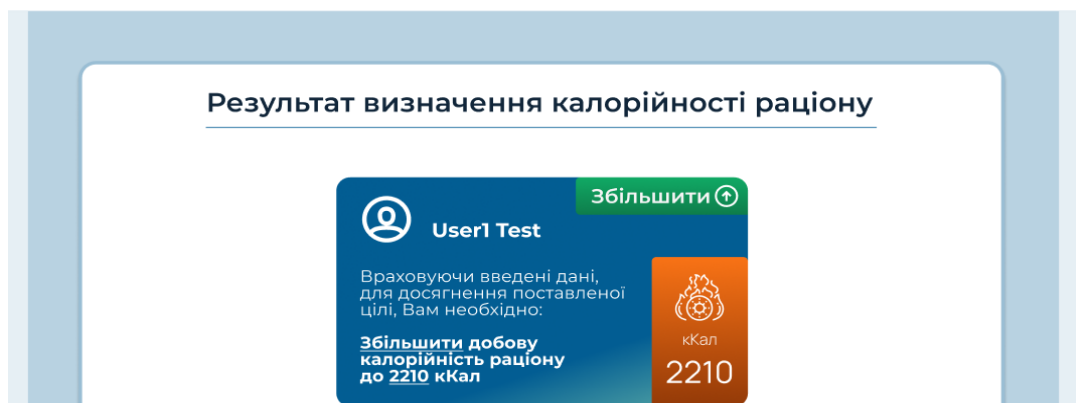 Результат визначення калорійності раціону
Збільшити
User1 Test
Враховуючи введені дані,
для досягнення поставленої
цілі, Вам необхідно:
Збільшити добову
калорійність раціону
до 2210 кКал
кКал
2210